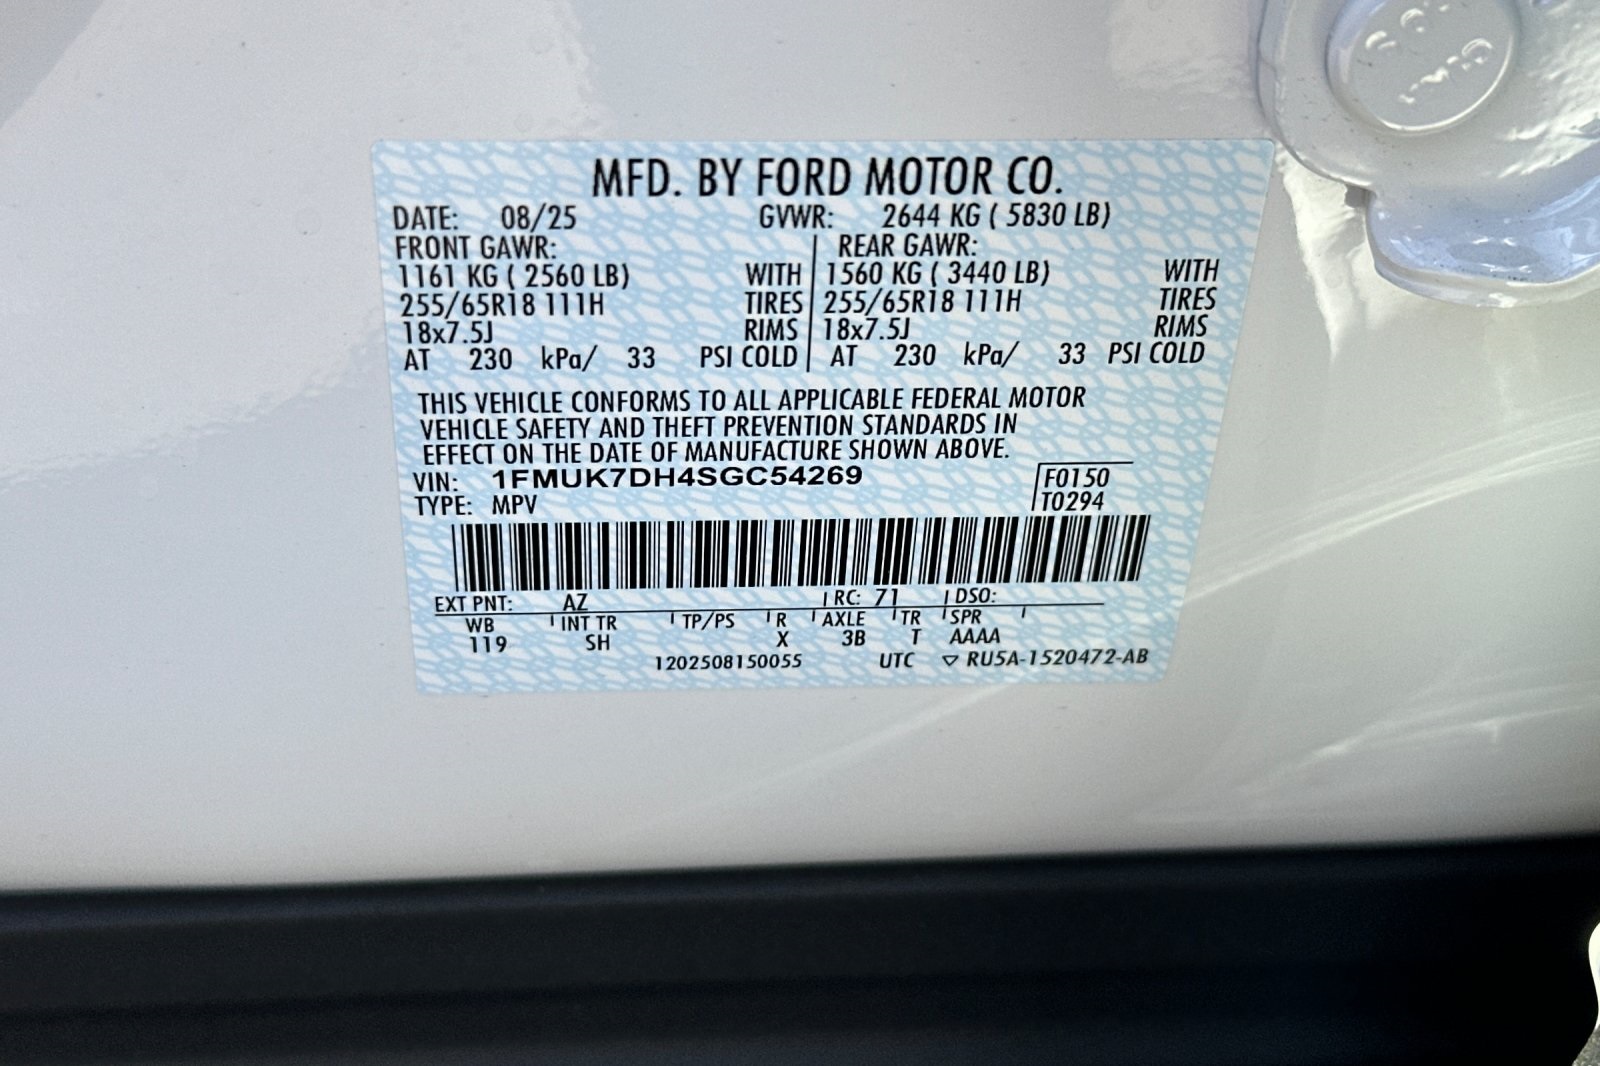 MFD. BY FORD MOTOR CO.
DATE: 08/25 GVWR: 2644 KG ( 5830 LB)
FRONT GAWR: REAR GAWR:
1161 KG ( 2560 LB) WITH 1560 KG ( 3440 LB) WITH
255/65R18 111H TIRES 255/65R18 111H TIRES
18x7.5J RIMS 18x7.5J RIMS
AT 230 kPa/ 33 PSI COLD AT 230 kPa/ 33 PSI COLD
THIS VEHICLE CONFORMS TO ALL APPLICABLE FEDERAL MOTOR
VEHICLE SAFETY AND THEFT PREVENTION STANDARDS IN
EFFECT ON THE DATE OF MANUFACTURE SHOWN ABOVE.
VIN: 1FMUK7DH4SGC54269 F0150
TYPE: MPV T0294
EXT PNT: AZ RC: 71 DSO:
WB INT TR TP/PS R AXLE TR SPR
119 SH X 3B T AAAA
1202508150055 UTC ▽ RU5A-1520472-AB